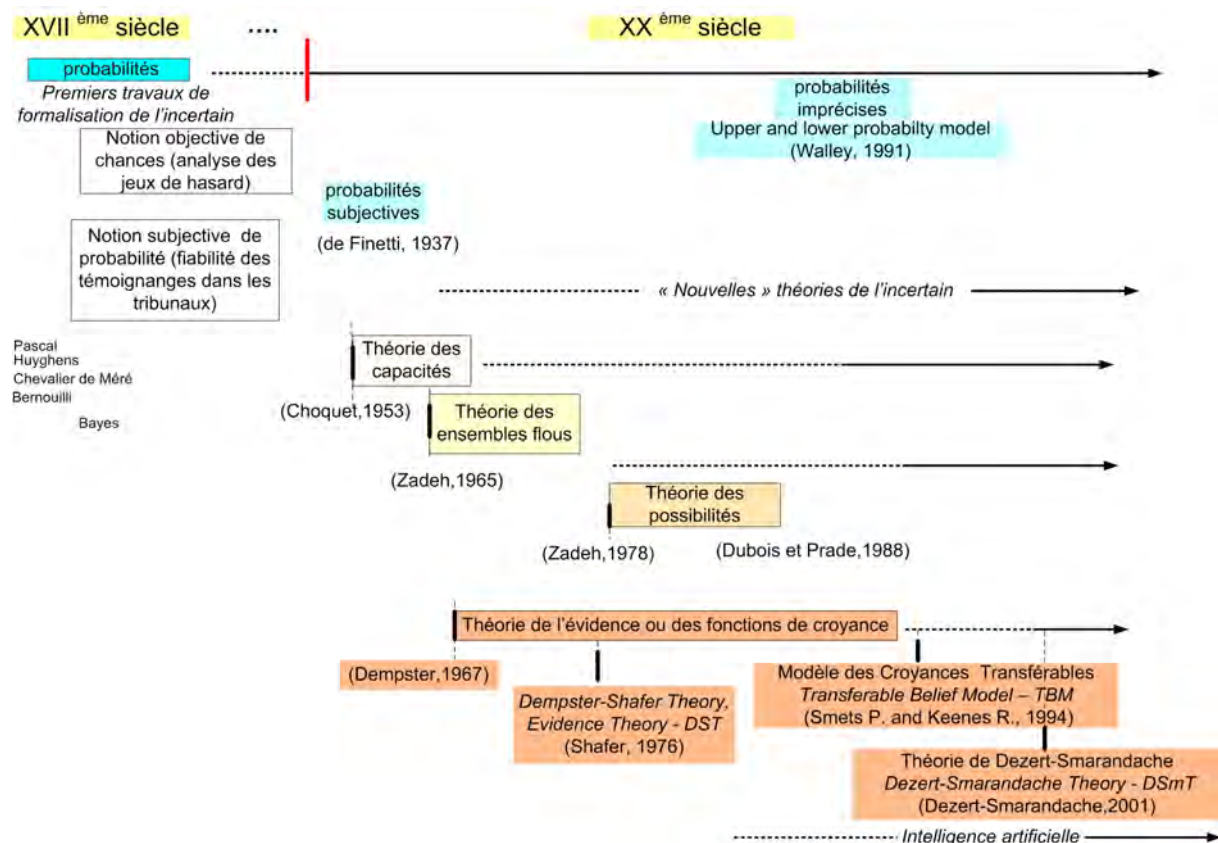 XVII ème siècle .... XX ème siècle
probabilités
Premiers travaux de
formalisation de l'incertain
Notion objective de
chances (analyse des
jeux de hasard)
Notion subjective de
probabilité (fiabilité des
témoignanges dans les
tribunaux)
Pascal
Huyghens
Chevalier de Méré
Bernouilli
Bayes
probabilités
imprécises
Upper and lower probabilty model
(Walley, 1991)
probabilités
subjectives
(de Finetti, 1937)
« Nouvelles » théories de l'incertain
Théorie des
capacités
(Choquet,1953)
Théorie des
ensembles flous
(Zadeh,1965)
Théorie des
possibilités
(Zadeh,1978)
(Dubois et Prade,1988)
Théorie de l'évidence ou des fonctions de croyance
(Dempster,1967)
Dempster-Shafer Theory,
Evidence Theory - DST
(Shafer, 1976)
Modèle des Croyances Transférables
Transferable Belief Model – TBM
(Smets P. and Keenes R., 1994)
Théorie de Dezert-Smarandache
Dezert-Smarandache Theory - DSmT
(Dezert-Smarandache,2001)
Intelligence artificielle